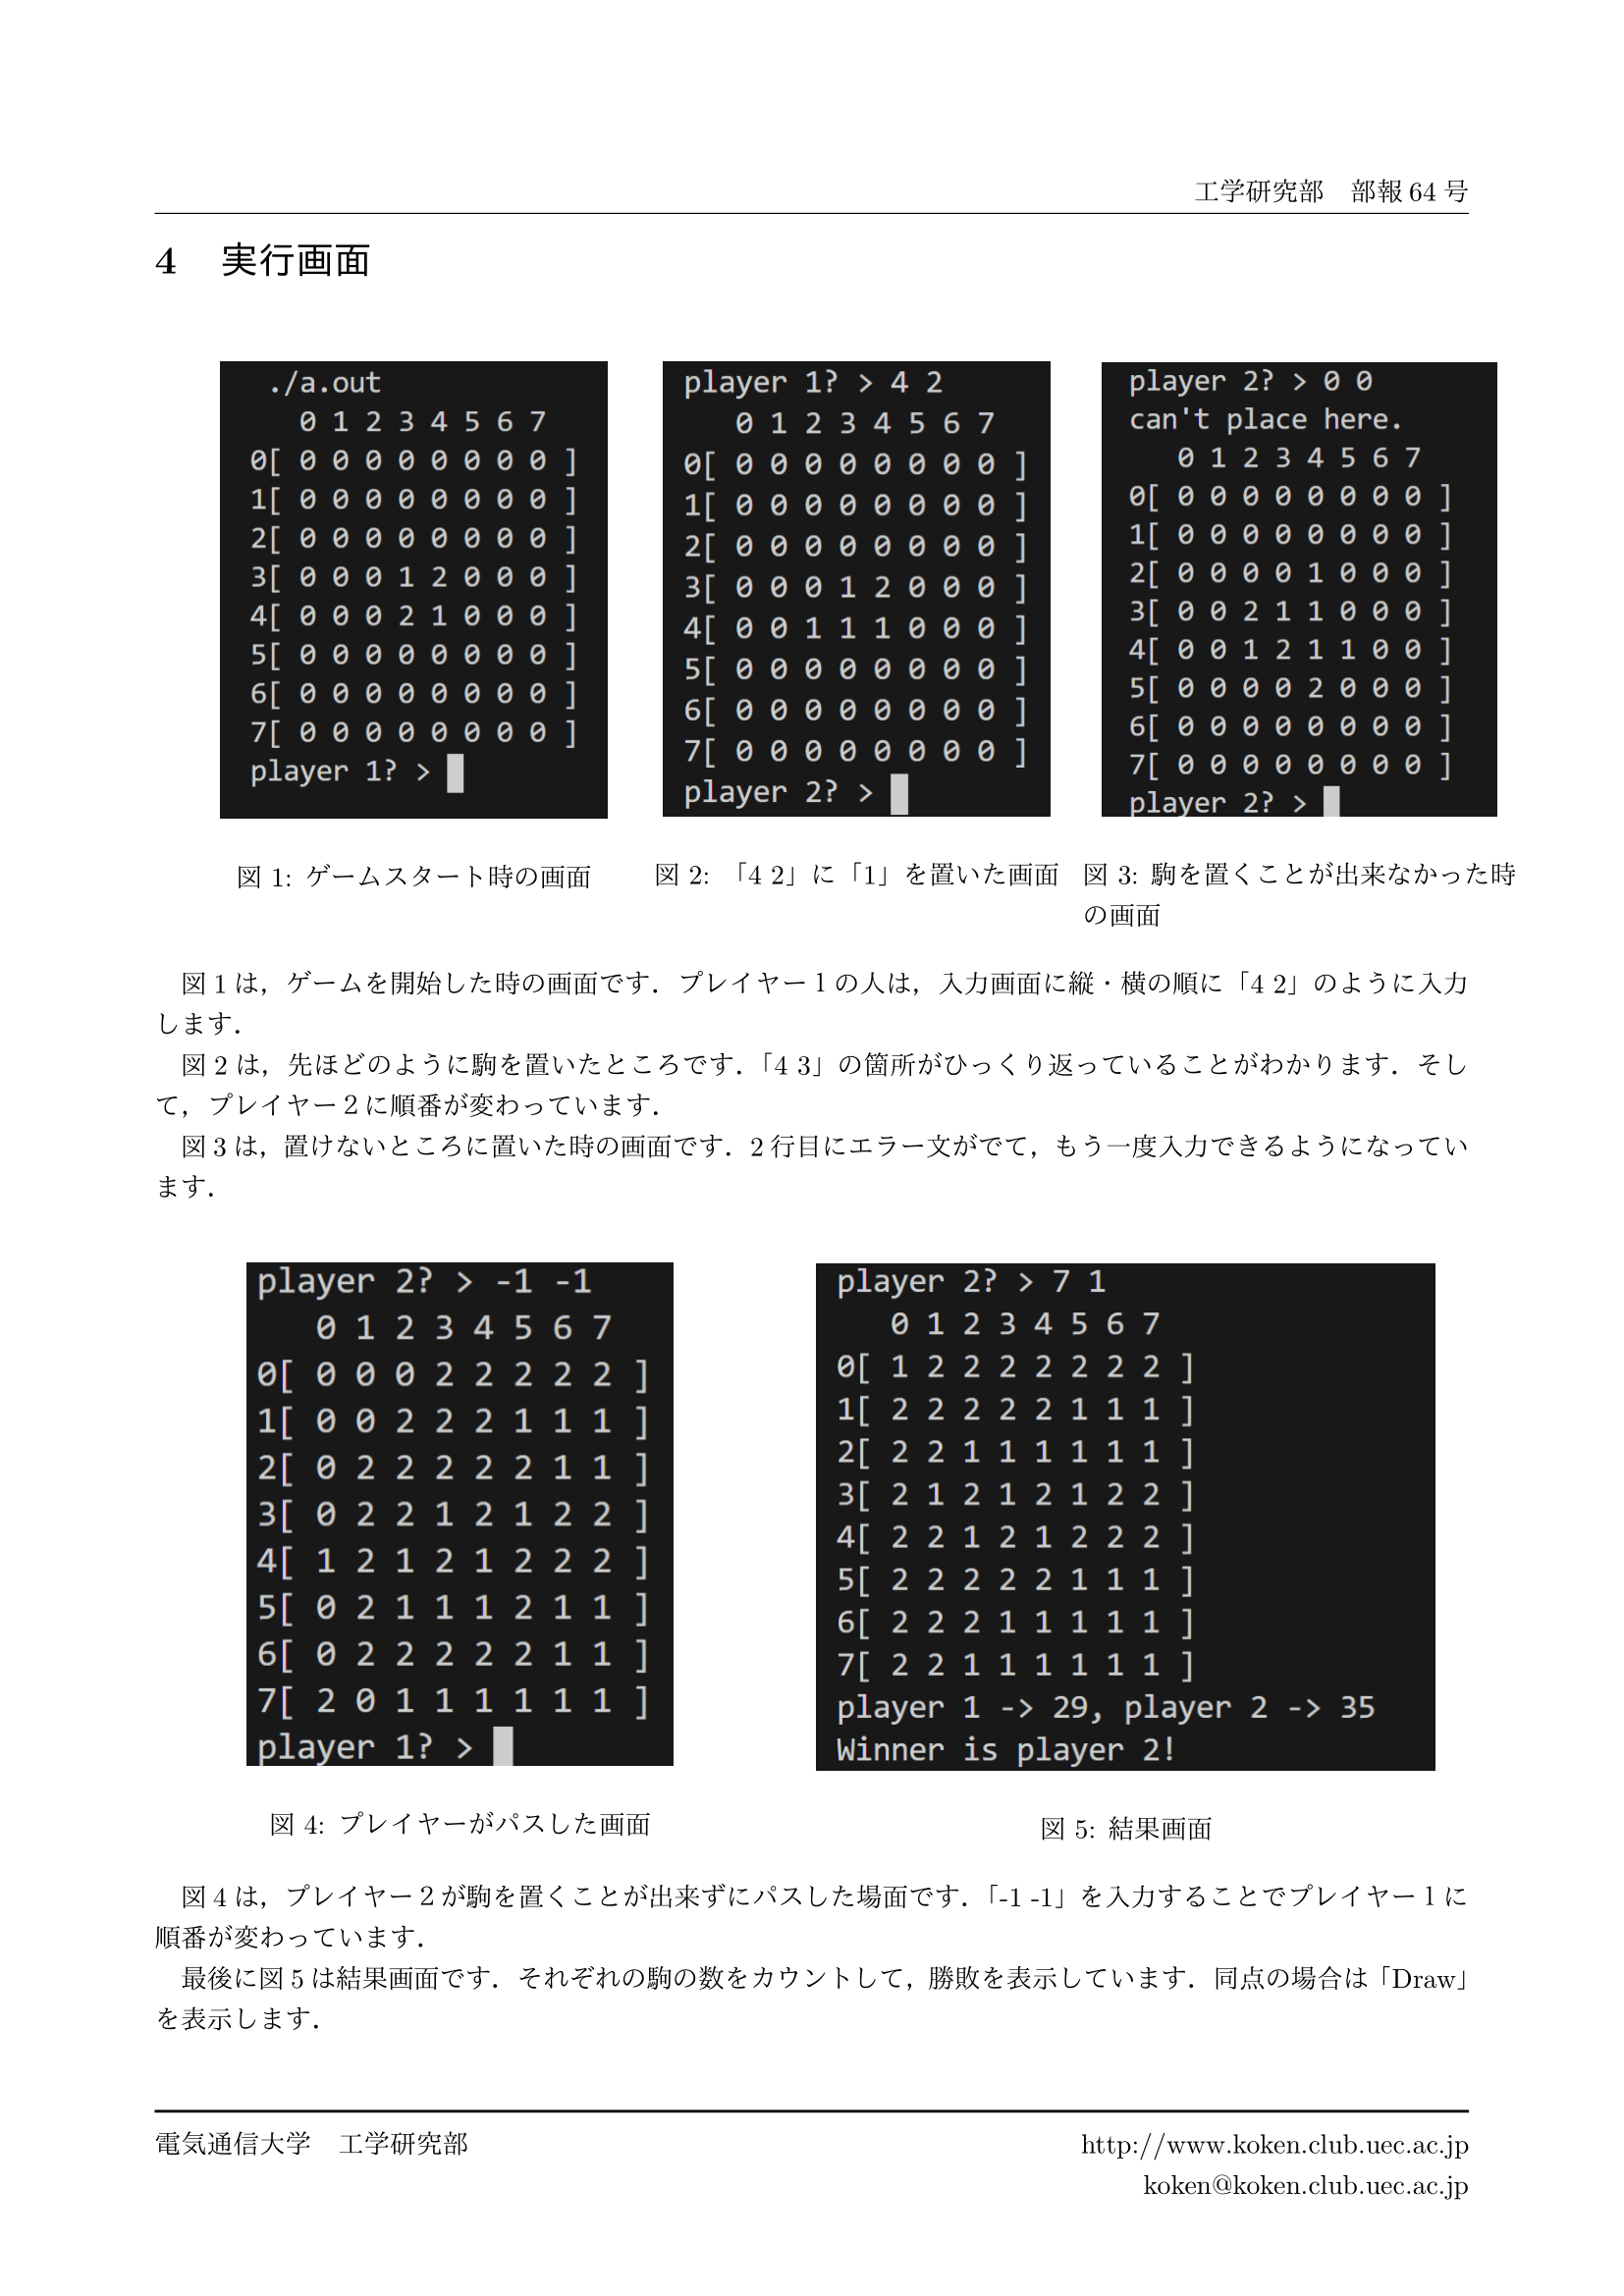 工学研究部　部報 64 号
4　実行画面
./a.out
0 1 2 3 4 5 6 7
0[ 0 0 0 0 0 0 0 0 ]
1[ 0 0 0 0 0 0 0 0 ]
2[ 0 0 0 0 0 0 0 0 ]
3[ 0 0 0 1 2 0 0 0 ]
4[ 0 0 0 2 1 0 0 0 ]
5[ 0 0 0 0 0 0 0 0 ]
6[ 0 0 0 0 0 0 0 0 ]
7[ 0 0 0 0 0 0 0 0 ]
player 1? >
図 1: ゲームスタート時の画面
player 1? > 4 2
0 1 2 3 4 5 6 7
0[ 0 0 0 0 0 0 0 0 ]
1[ 0 0 0 0 0 0 0 0 ]
2[ 0 0 0 0 0 0 0 0 ]
3[ 0 0 0 1 2 0 0 0 ]
4[ 0 0 1 1 1 0 0 0 ]
5[ 0 0 0 0 0 0 0 0 ]
6[ 0 0 0 0 0 0 0 0 ]
7[ 0 0 0 0 0 0 0 0 ]
player 2? >
図 2: 「4 2」に「1」を置いた画面
player 2? > 0 0
can't place here.
0 1 2 3 4 5 6 7
0[ 0 0 0 0 0 0 0 0 ]
1[ 0 0 0 0 0 0 0 0 ]
2[ 0 0 0 0 1 0 0 0 ]
3[ 0 0 2 1 1 0 0 0 ]
4[ 0 0 1 2 1 1 0 0 ]
5[ 0 0 0 0 2 0 0 0 ]
6[ 0 0 0 0 0 0 0 0 ]
7[ 0 0 0 0 0 0 0 0 ]
player 2? >
図 3: 駒を置くことが出来なかった時
の画面
図 1 は，ゲームを開始した時の画面です．プレイヤー１の人は，入力画面に縦・横の順に「4 2」のように入力
します．
図 2 は，先ほどのように駒を置いたところです．「4 3」の箇所がひっくり返っていることがわかります．そし
て，プレイヤー２に順番が変わっています．
図 3 は，置けないところに置いた時の画面です．2 行目にエラー文がでて，もう一度入力できるようになってい
ます．
player 2? > -1 -1
0 1 2 3 4 5 6 7
0[ 0 0 0 2 2 2 2 2 ]
1[ 0 0 2 2 2 1 1 1 ]
2[ 0 2 2 2 2 2 1 1 ]
3[ 0 2 2 1 2 1 2 2 ]
4[ 1 2 1 2 1 2 2 2 ]
5[ 0 2 1 1 1 2 1 1 ]
6[ 0 2 2 2 2 2 1 1 ]
7[ 2 0 1 1 1 1 1 1 ]
player 1? >
図 4: プレイヤーがパスした画面
player 2? > 7 1
0 1 2 3 4 5 6 7
0[ 1 2 2 2 2 2 2 2 ]
1[ 2 2 2 2 2 1 1 1 ]
2[ 2 2 1 1 1 1 1 1 ]
3[ 2 1 2 1 2 1 2 2 ]
4[ 2 2 1 2 1 2 2 2 ]
5[ 2 2 2 2 2 1 1 1 ]
6[ 2 2 2 1 1 1 1 1 ]
7[ 2 2 1 1 1 1 1 1 ]
player 1 -> 29, player 2 -> 35
Winner is player 2!
図 5: 結果画面
図 4 は，プレイヤー２が駒を置くことが出来ずにパスした場面です．「-1 -1」を入力することでプレイヤー１に
順番が変わっています．
最後に図 5 は結果画面です．それぞれの駒の数をカウントして，勝敗を表示しています．同点の場合は「Draw」
を表示します．
電気通信大学　工学研究部
http://www.koken.club.uec.ac.jp
koken@koken.club.uec.ac.jp